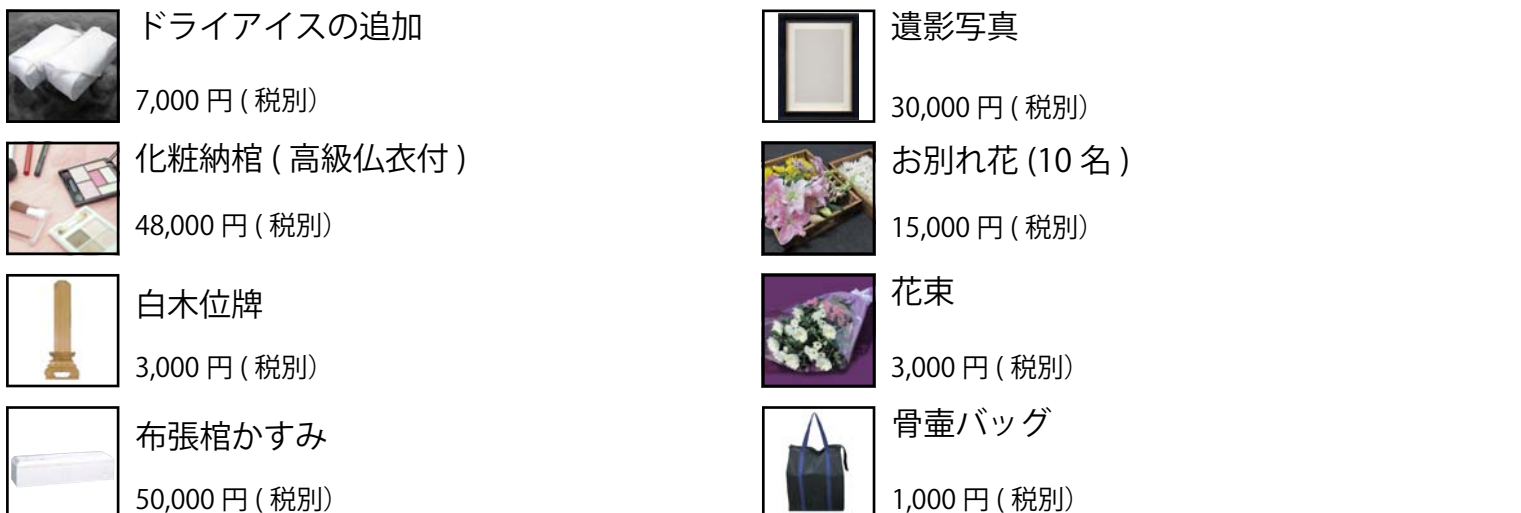 ドライアイスの追加
7,000 円 ( 税別）
化粧納棺 ( 高級仏衣付 )
48,000 円 ( 税別）
白木位牌
3,000 円 ( 税別）
布張棺かすみ
50,000 円 ( 税別）
遺影写真
30,000 円 ( 税別）
お別れ花 (10 名 )
15,000 円 ( 税別）
花束
3,000 円 ( 税別）
骨壷バッグ
1,000 円 ( 税別）